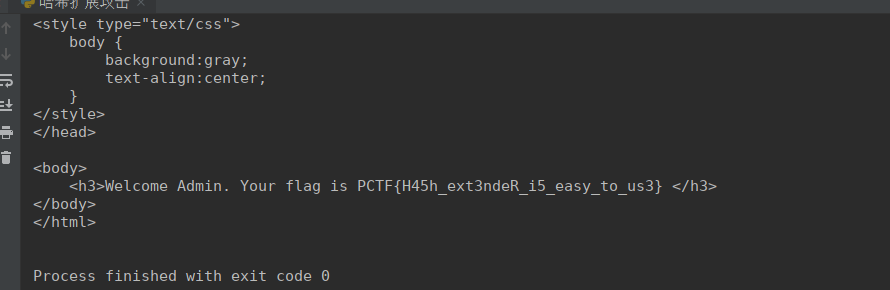 哈希扩展攻击
<style type="text/css">
    body {
        background:gray;
        text-align:center;
    }
</style>
</head>

<body>
    <h3>Welcome Admin. Your flag is PCTF{H45h_ext3ndeR_i5_easy_to_us3} </h3>
</body>
</html>

Process finished with exit code 0